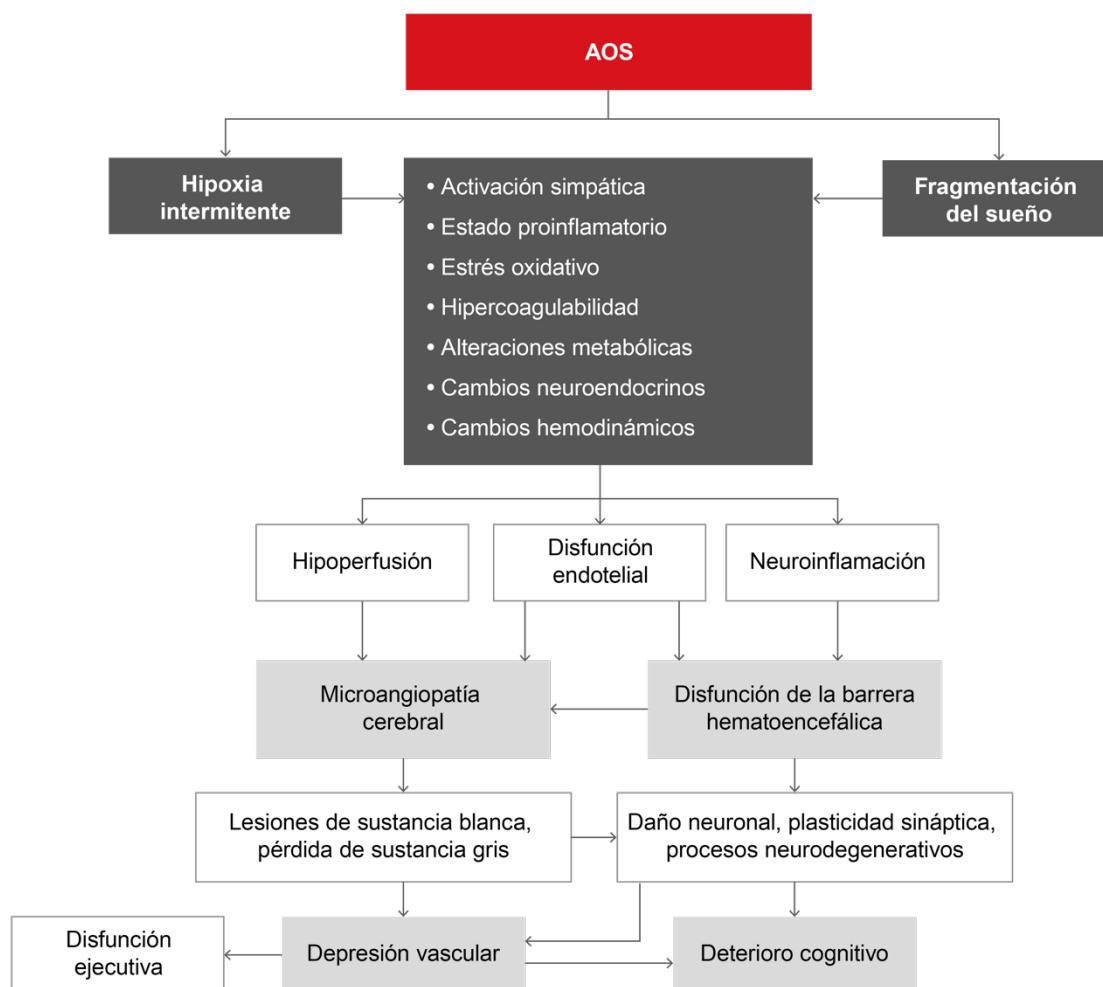 AOS
Hipoxia
intermitente
• Activación simpática
• Estado proinflamatorio
• Estrés oxidativo
• Hipercoagulabilidad
• Alteraciones metabólicas
• Cambios neuroendocrinos
• Cambios hemodinámicos
Fragmentación
del sueño
Hipoperfusión
Disfunción
endotelial
Neuroinflamación
Microangiopatía
cerebral
Disfunción de la barrera
hematoencefálica
Lesiones de sustancia blanca,
pérdida de sustancia gris
Daño neuronal, plasticidad sináptica,
procesos neurodegenerativos
Disfunción
ejecutiva
Depresión vascular
Deterioro cognitivo